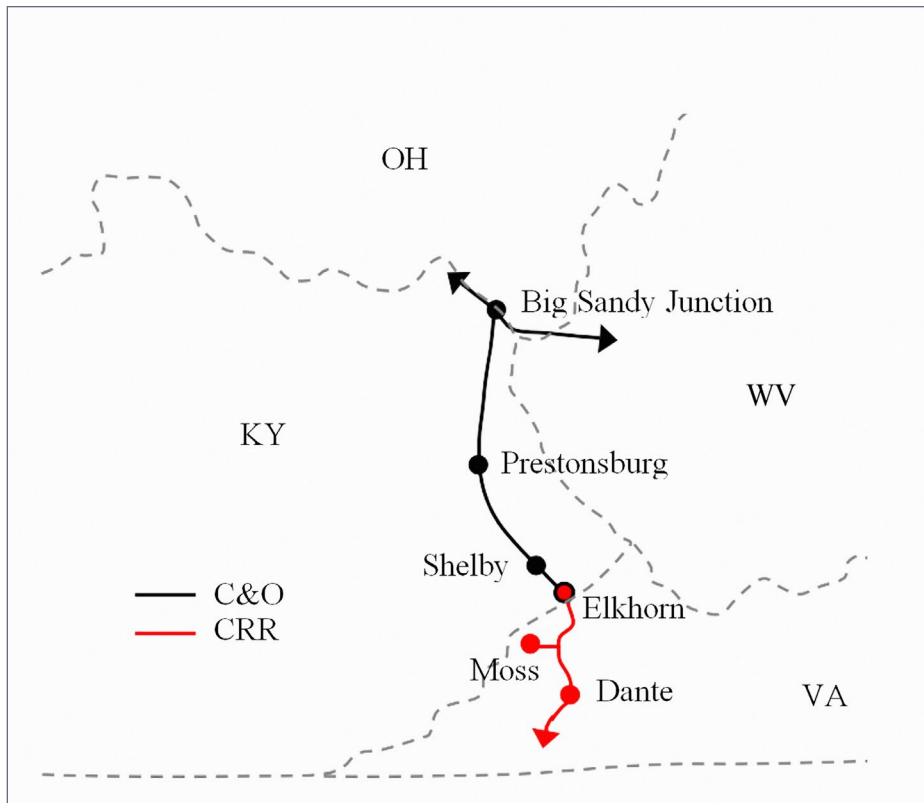 OH
Big Sandy Junction
WV
KY
Prestonsburg
Shelby
C&O
Elkhorn
CRR
Moss
Dante
VA